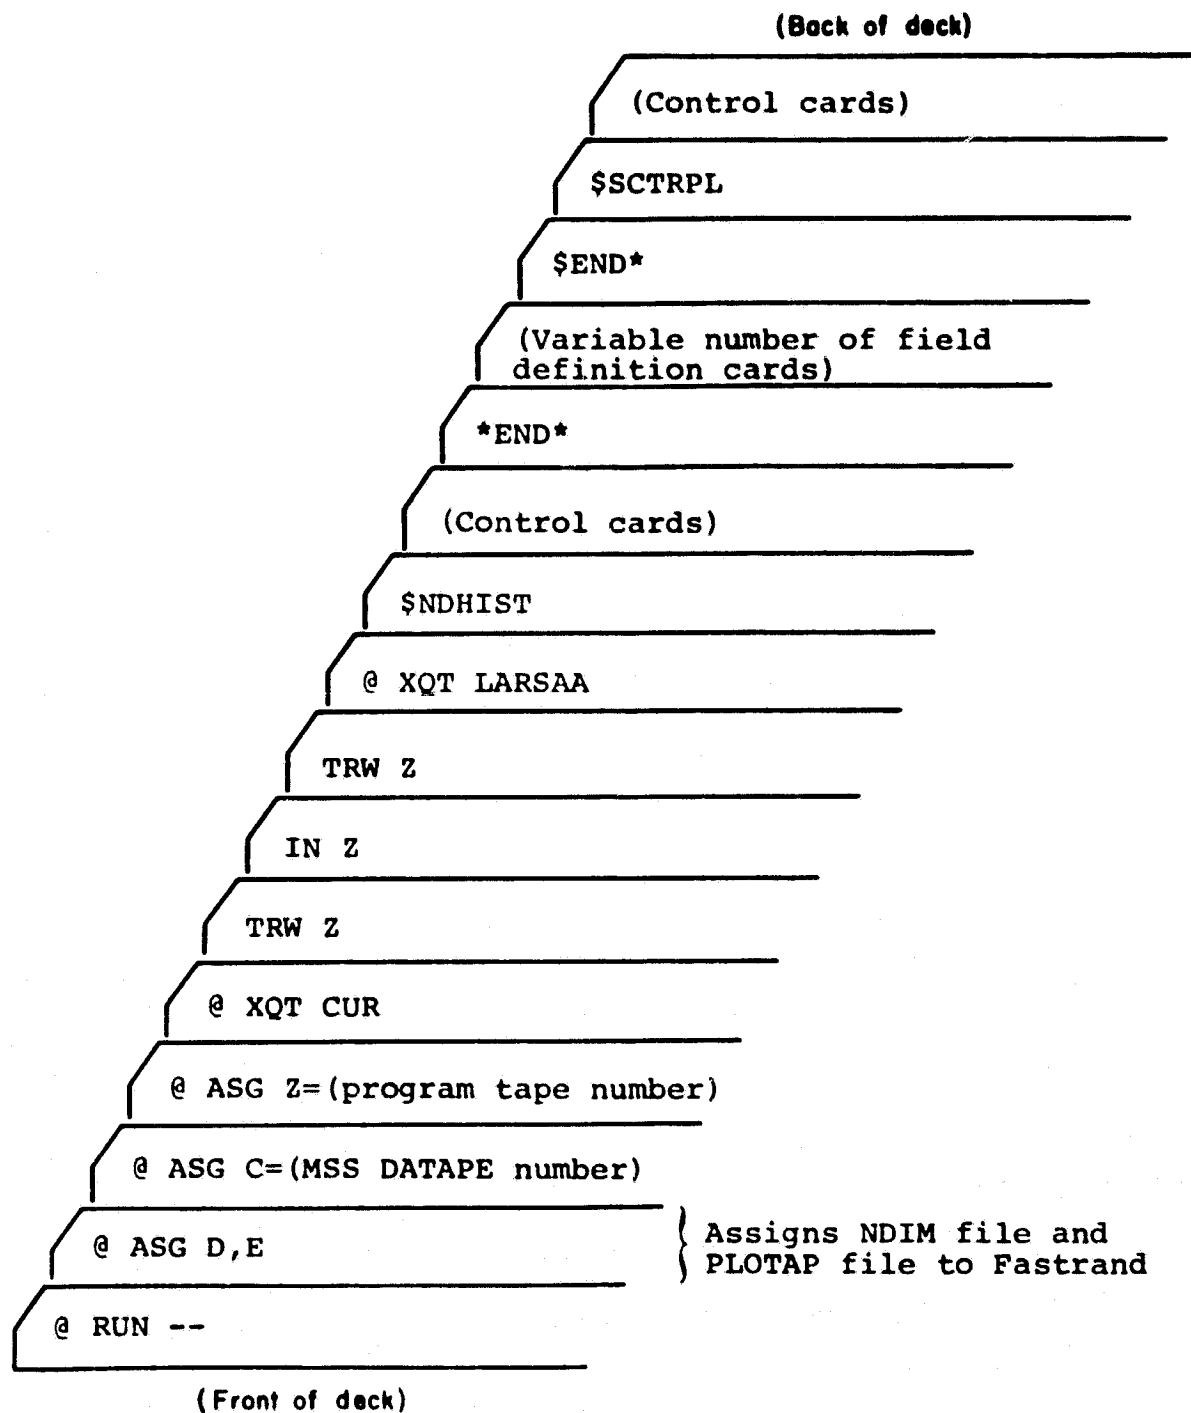 (Back of deck)
(Control cards)
$SCTRPL
$END*
(Variable number of field
definition cards)
*END*
(Control cards)
$NDHIST
@ XQT LARSAA
TRW Z
IN Z
TRW Z
@ XQT CUR
@ ASG Z=(program tape number)
@ ASG C=(MSS DATAPE number)
@ ASG D,E
Assigns NDIM file and
PLOTAP file to Fastrand
@ RUN --
(Front of deck)